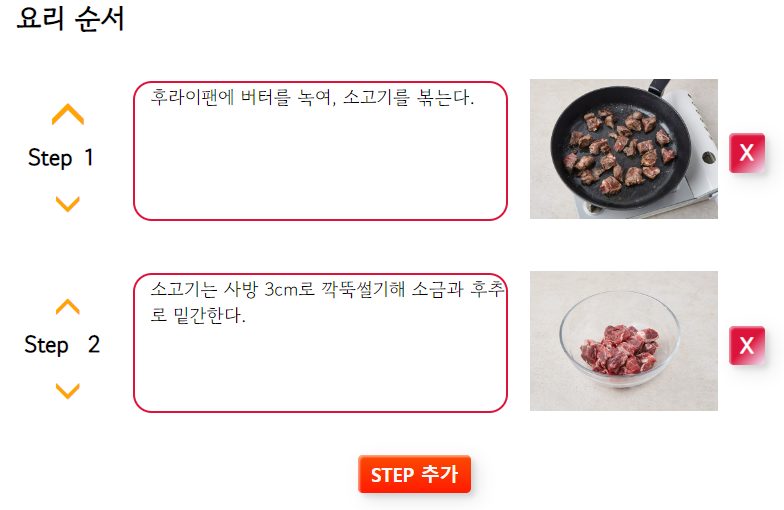 요리 순서
Step 1
후라이팬에 버터를 녹여, 소고기를 볶는다.
X
Step 2
소고기는 사방 3cm로 깍뚝썰기해 소금과 후추
로 밑간한다.
X
STEP 추가